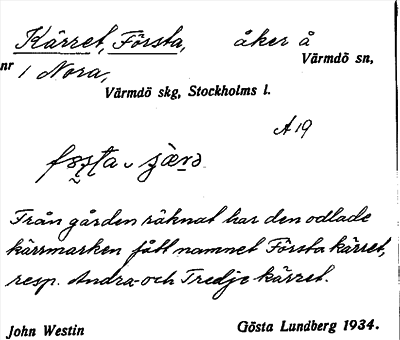 Kärret, Första, åker å
Värmdö sn,
nr 1 Nora,
Värmdö skg, Stockholms l.
A 19
Från gården räknat har den odlade
kärrmarken fått namnet Första kärret,
resp. Andra- och Tredje kärret.
John Westin Gösta Lundberg 1934.